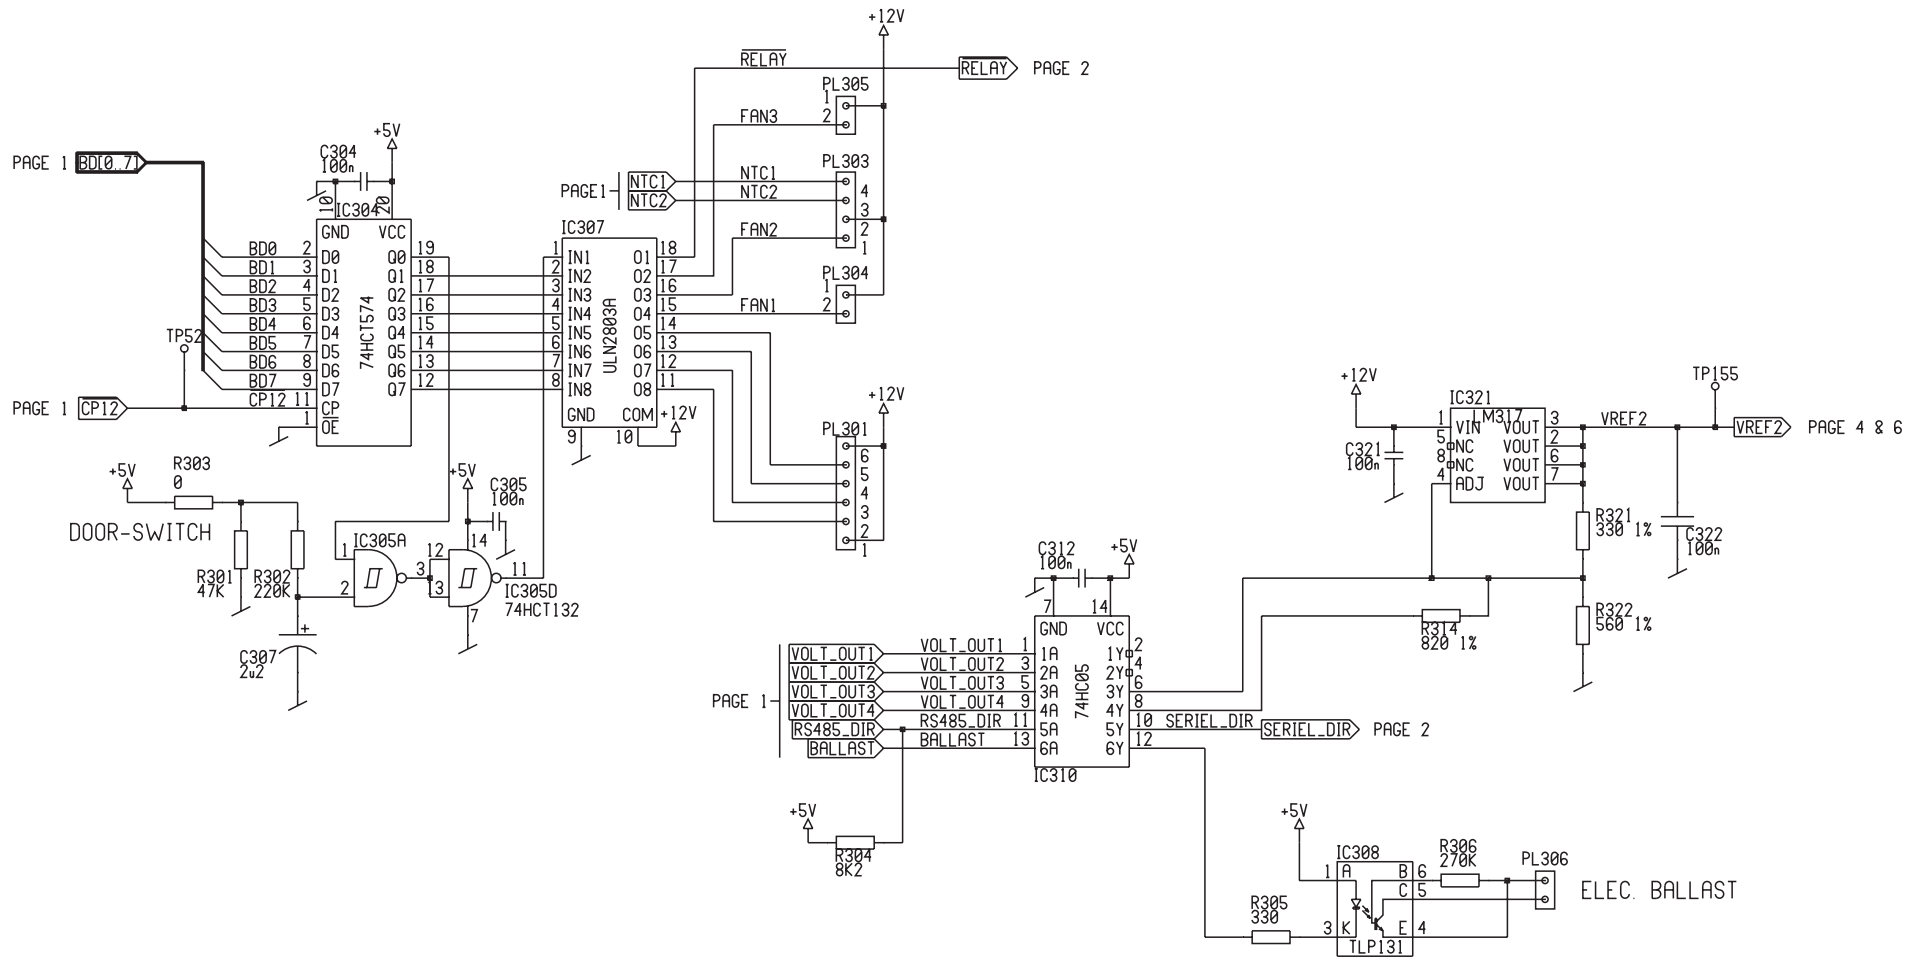 +12V
RELAY
RELAY PAGE 2
PL305
1
2
FAN3
+5V
C304
100n
PAGE 1 BD[0..7]
10
20
IC304
GND VCC
BD0 2 D0 Q0 19
BD1 3 D1 Q1 18
BD2 4 D2 Q2 17
BD3 5 D3 Q3 16
BD4 6 D4 Q4 15
BD5 7 D5 Q5 14
BD6 8 D6 Q6 13
BD7 9 D7 Q7 12
CP12 11 CP
1 OE
74HCT574
TP52
PAGE 1 CP12
PL303
PAGE1
NTC1 NTC1
NTC2 NTC2
4
3
2
1
FAN2
PL304
1
2
FAN1
IC307
1 IN1 O1 18
2 IN2 O2 17
3 IN3 O3 16
4 IN4 O4 15
5 IN5 O5 14
6 IN6 O6 13
7 IN7 O7 12
8 IN8 O8 11
GND COM +12V
9 10
ULN2803A
+12V
PL301
6
5
4
3
2
1
+5V
R303
0
DOOR-SWITCH
R301
47K
R302
220K
C307
2u2
+
IC305A
1
2
3
+5V
C305
100n
14
12
13
11
7
IC305D
74HCT132
+12V
IC321
LM317
1 VIN VOUT 3
5 NC VOUT 2
8 NC VOUT 6
4 ADJ VOUT 7
C321
100n
VREF2
TP155
VREF2 PAGE 4 & 6
R321
330 1%
C322
100n
R322
560 1%
R314
820 1%
C312
100n
+5V
7 14
GND VCC
PAGE 1
VOLT_OUT1 VOLT_OUT1 1 1A 1Y 2
VOLT_OUT2 VOLT_OUT2 3 2A 2Y 4
VOLT_OUT3 VOLT_OUT3 5 3A 3Y 6
VOLT_OUT4 VOLT_OUT4 9 4A 4Y 8
RS485_DIR RS485_DIR 11 5A 5Y 10 SERIEL_DIR SERIEL_DIR PAGE 2
BALLAST BALLAST 13 6A 6Y 12
74HC05
IC310
+5V
R304
8K2
+5V
IC308
1 A B 6
C 5
3 K E 4
TLP131
R305
330
R306
270K
PL306
ELEC. BALLAST